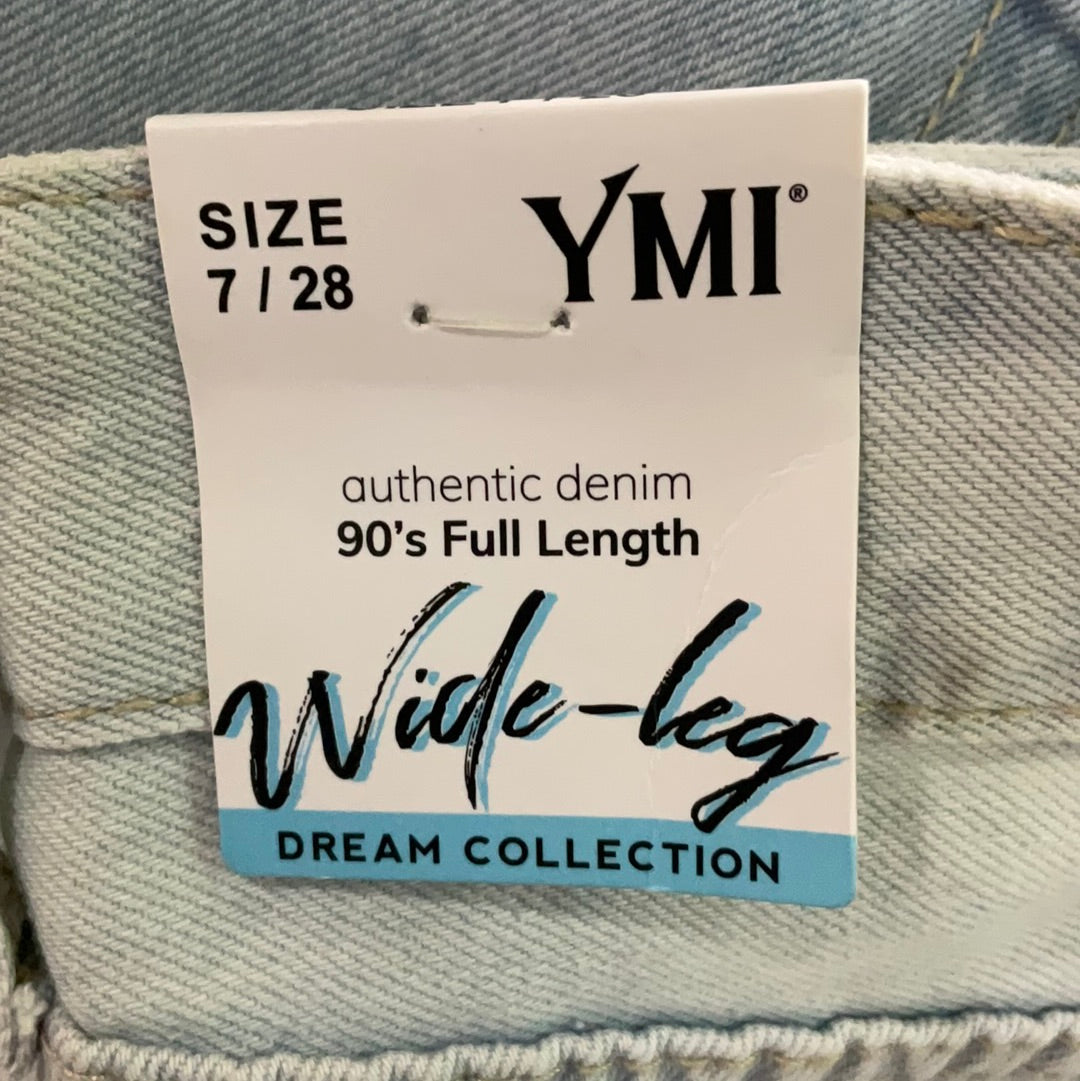 SIZE
7 / 28
YMI®
authentic denim
90's Full Length
Wide-leg
DREAM COLLECTION